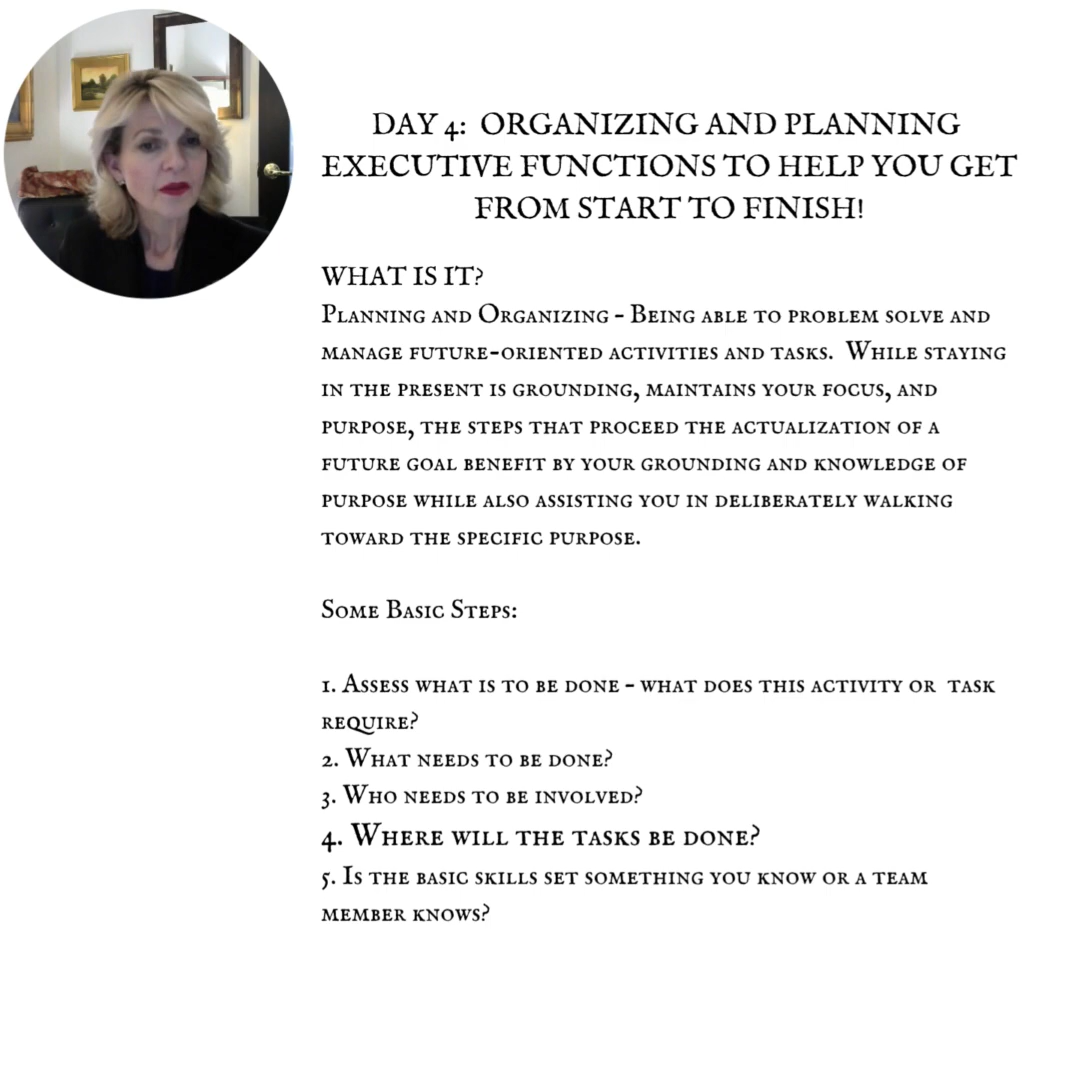 DAY 4: ORGANIZING AND PLANNING
EXECUTIVE FUNCTIONS TO HELP YOU GET
FROM START TO FINISH!
WHAT IS IT?
Planning and Organizing - Being able to problem solve and
manage future-oriented activities and tasks. While staying
in the present is grounding, maintains your focus, and
purpose, the steps that proceed the actualization of a
future goal benefit by your grounding and knowledge of
purpose while also assisting you in deliberately walking
toward the specific purpose.
Some Basic Steps:
1. Assess what is to be done - what does this activity or task
require?
2. What needs to be done?
3. Who needs to be involved?
4. Where will the tasks be done?
5. Is the basic skills set something you know or a team
member knows?